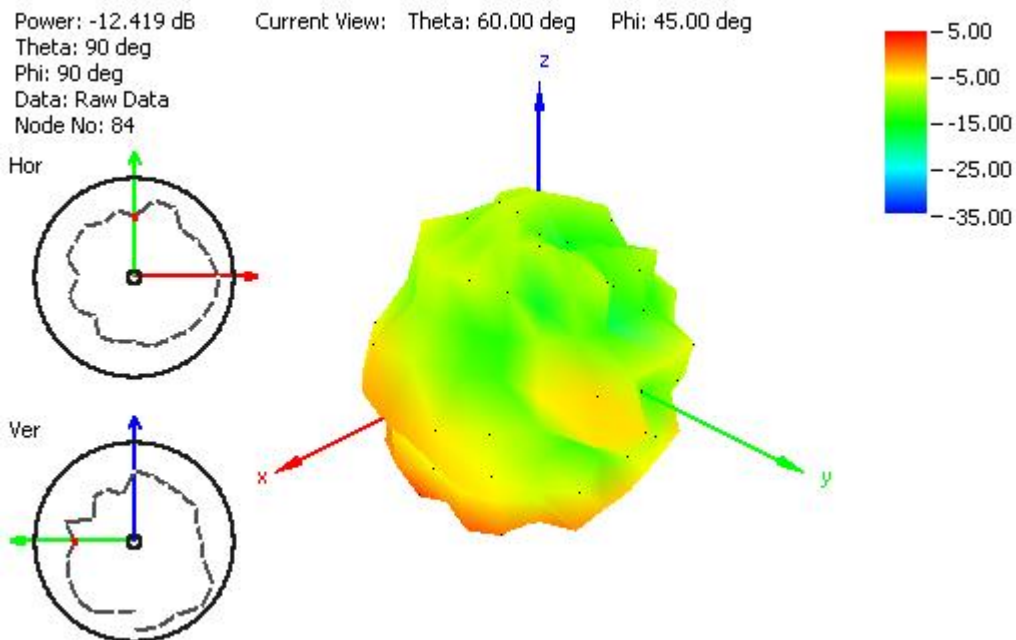 Power: -12.419 dB
Theta: 90 deg
Phi: 90 deg
Data: Raw Data
Node No: 84
Current View: Theta: 60.00 deg Phi: 45.00 deg
5.00
-5.00
-15.00
-25.00
-35.00
Hor
Ver
z
x
y